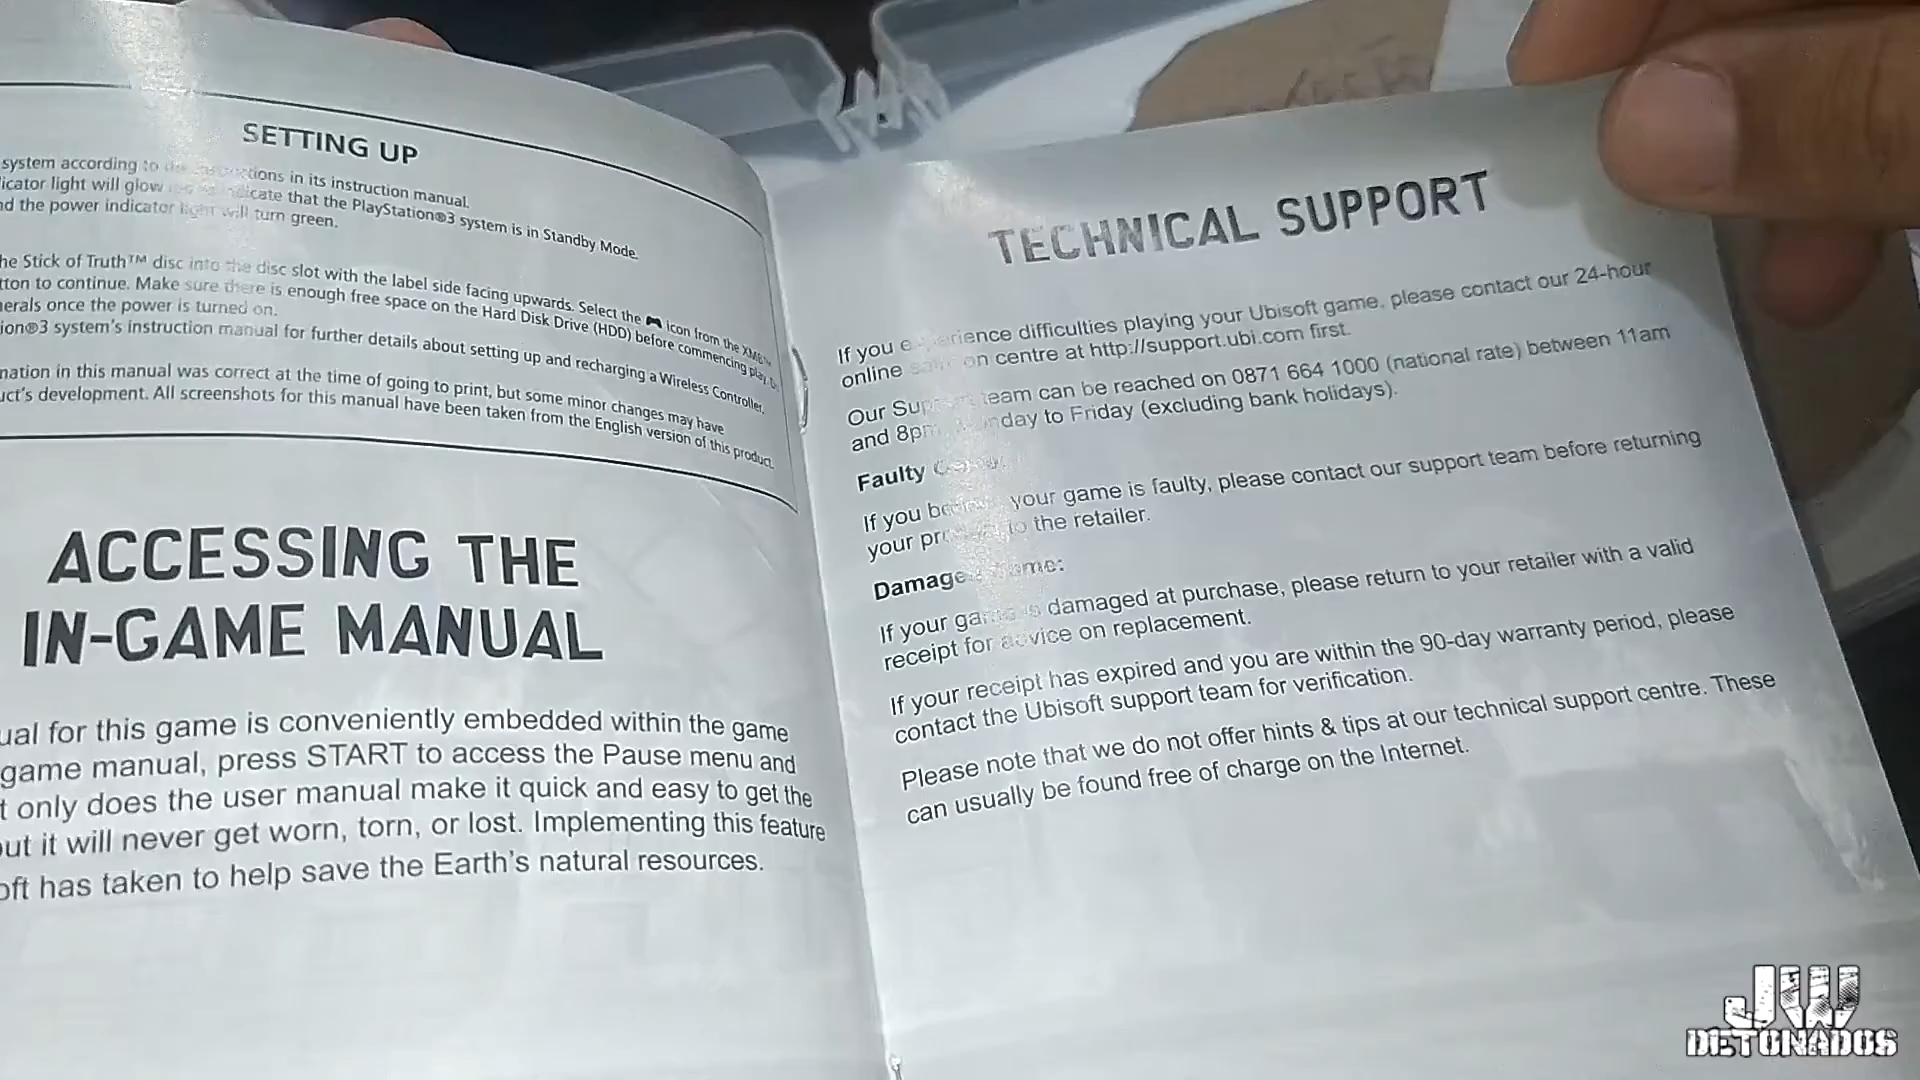 SETTING UP
system according to instructions in its instruction manual.
icator light will glow indicate that the PlayStation®3 system is in Standby Mode.
nd the power indicator light will turn green.
he Stick of Truth™ disc into the disc slot with the label side facing upwards. Select the icon from the XMB™
tton to continue. Make sure there is enough free space on the Hard Disk Drive (HDD) before commencing play.
erals once the power is turned on.
ion®3 system's instruction manual for further details about setting up and recharging a Wireless Controller.
mation in this manual was correct at the time of going to print, but some minor changes may have
uct's development. All screenshots for this manual have been taken from the English version of this product.
ACCESSING THE
IN-GAME MANUAL
ual for this game is conveniently embedded within the game
game manual, press START to access the Pause menu and
t only does the user manual make it quick and easy to get the
out it will never get worn, torn, or lost. Implementing this feature
oft has taken to help save the Earth's natural resources.
TECHNICAL SUPPORT
If you experience difficulties playing your Ubisoft game, please contact our 24-hour
online solution centre at http://support.ubi.com first.
Our Support team can be reached on 0871 664 1000 (national rate) between 11am
and 8pm, Monday to Friday (excluding bank holidays).
Faulty Game:
If you believe your game is faulty, please contact our support team before returning
your product to the retailer.
Damaged Game:
If your game is damaged at purchase, please return to your retailer with a valid
receipt for advice on replacement.
If your receipt has expired and you are within the 90-day warranty period, please
contact the Ubisoft support team for verification.
Please note that we do not offer hints & tips at our technical support centre. These
can usually be found free of charge on the Internet.
JW
DETONADOS